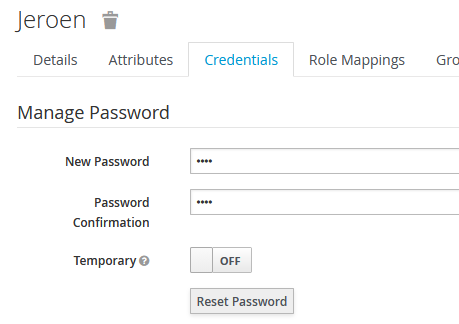 Jeroen
Details Attributes Credentials Role Mappings Gro
Manage Password
New Password ••••
Password ••••
Confirmation
Temporary ? OFF
Reset Password